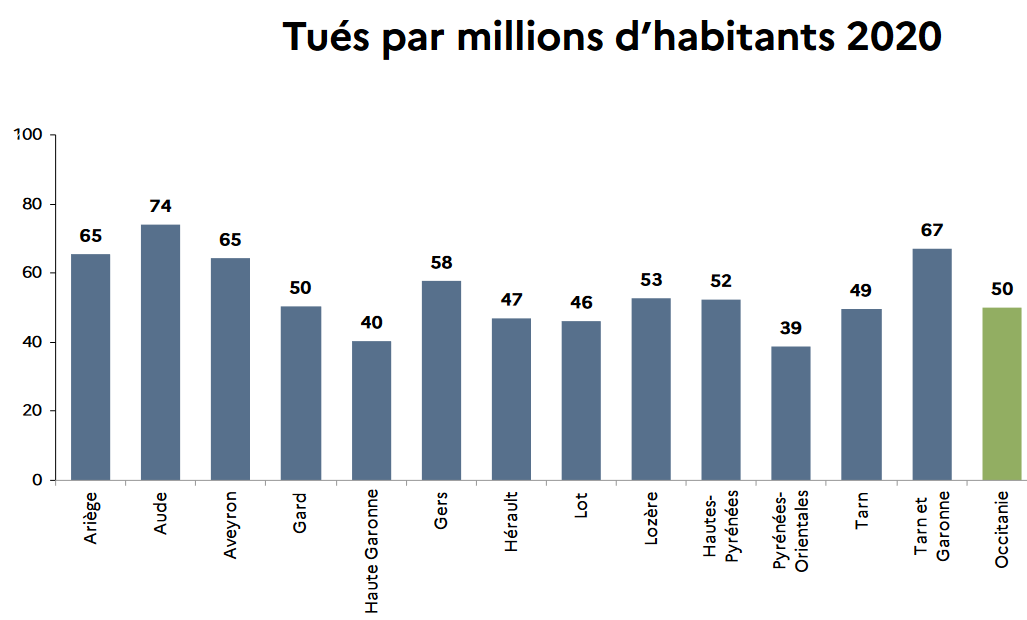 Tués par millions d’habitants 2020
100
80
60
40
20
0
65
74
65
50
40
58
47
46
53
52
39
49
67
50
Ariège
Aude
Aveyron
Gard
Haute Garonne
Gers
Hérault
Lot
Lozère
Hautes-
Pyrénées
Pyrénées-
Orientales
Tarn
Tarn et
Garonne
Occitanie